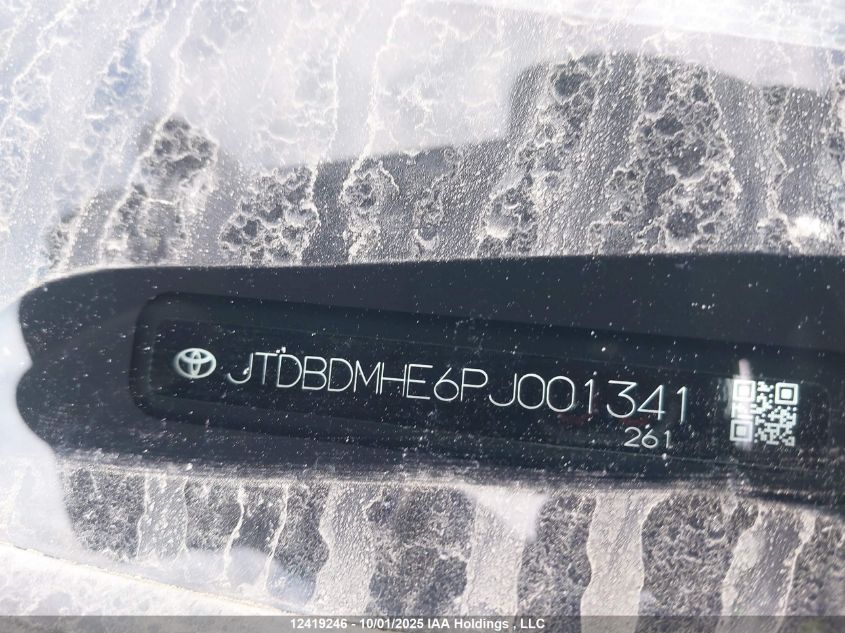 JTDBDMHE6PJ001341
261
12419246 - 10/01/2025 IAA Holdings , LLC